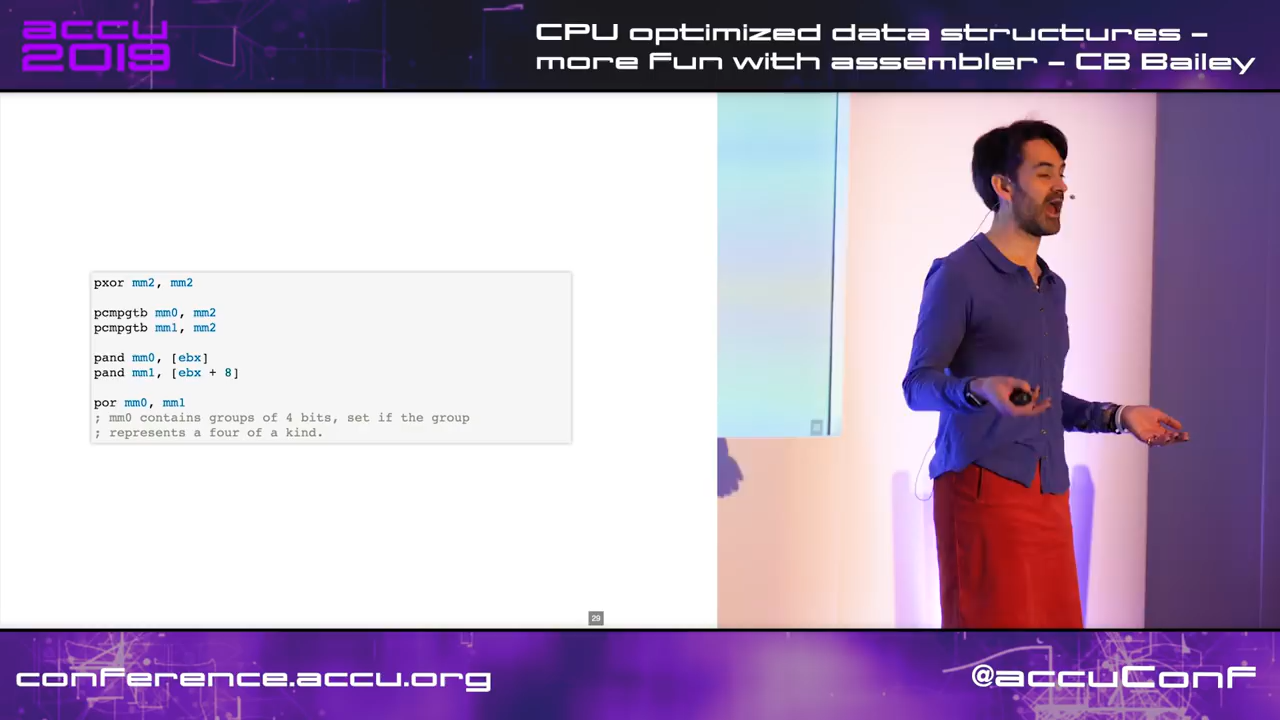 accu
2019
CPU optimized data structures –
more fun with assembler – CB Bailey
pxor mm2, mm2
pcmpgtb mm0, mm2
pcmpgtb mm1, mm2
pand mm0, [ebx]
pand mm1, [ebx + 8]
por mm0, mm1
; mm0 contains groups of 4 bits, set if the group
; represents a four of a kind.
29
conference.accu.org
@accuConf